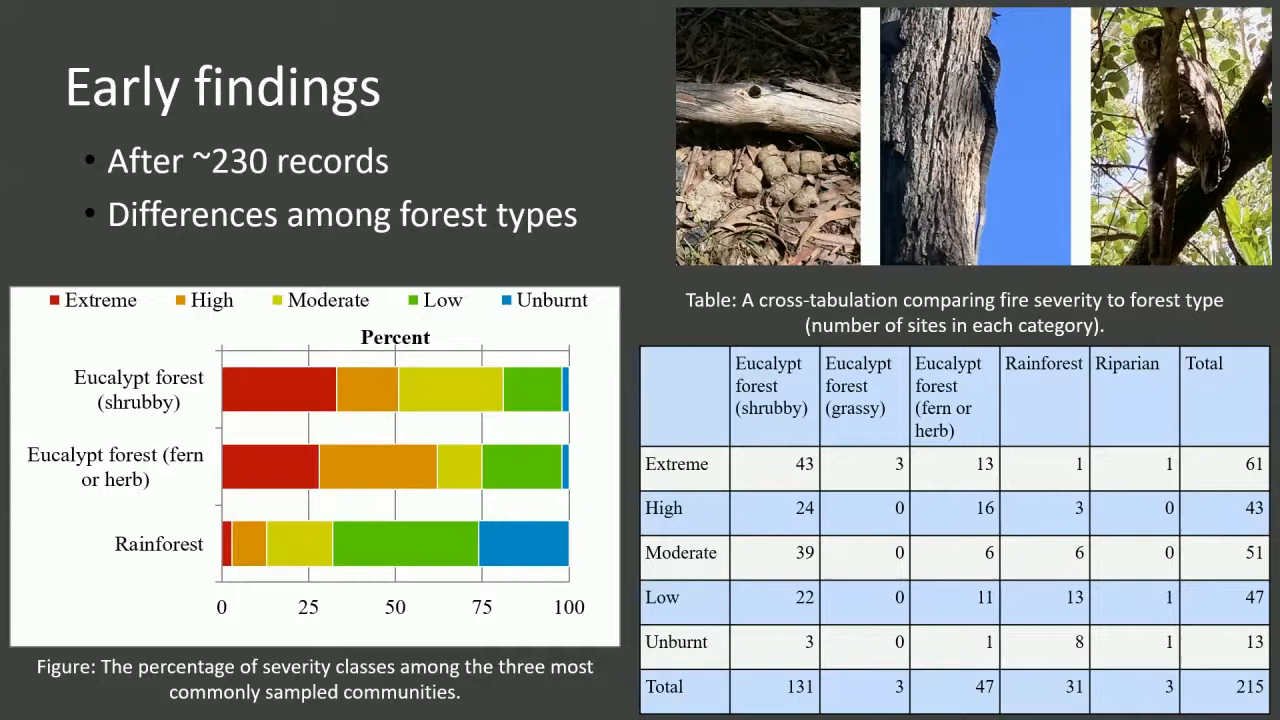 Early findings
• After ~230 records
• Differences among forest types
Extreme High Moderate Low Unburnt
Percent
Eucalypt forest
(shrubby)
Eucalypt forest (fern
or herb)
Rainforest
0 25 50 75 100
Figure: The percentage of severity classes among the three most
commonly sampled communities.
Table: A cross-tabulation comparing fire severity to forest type
(number of sites in each category).
Eucalypt forest (shrubby) Eucalypt forest (grassy) Eucalypt forest (fern or herb) Rainforest Riparian Total
Extreme 43 3 13 1 1 61
High 24 0 16 3 0 43
Moderate 39 0 6 6 0 51
Low 22 0 11 13 1 47
Unburnt 3 0 1 8 1 13
Total 131 3 47 31 3 215